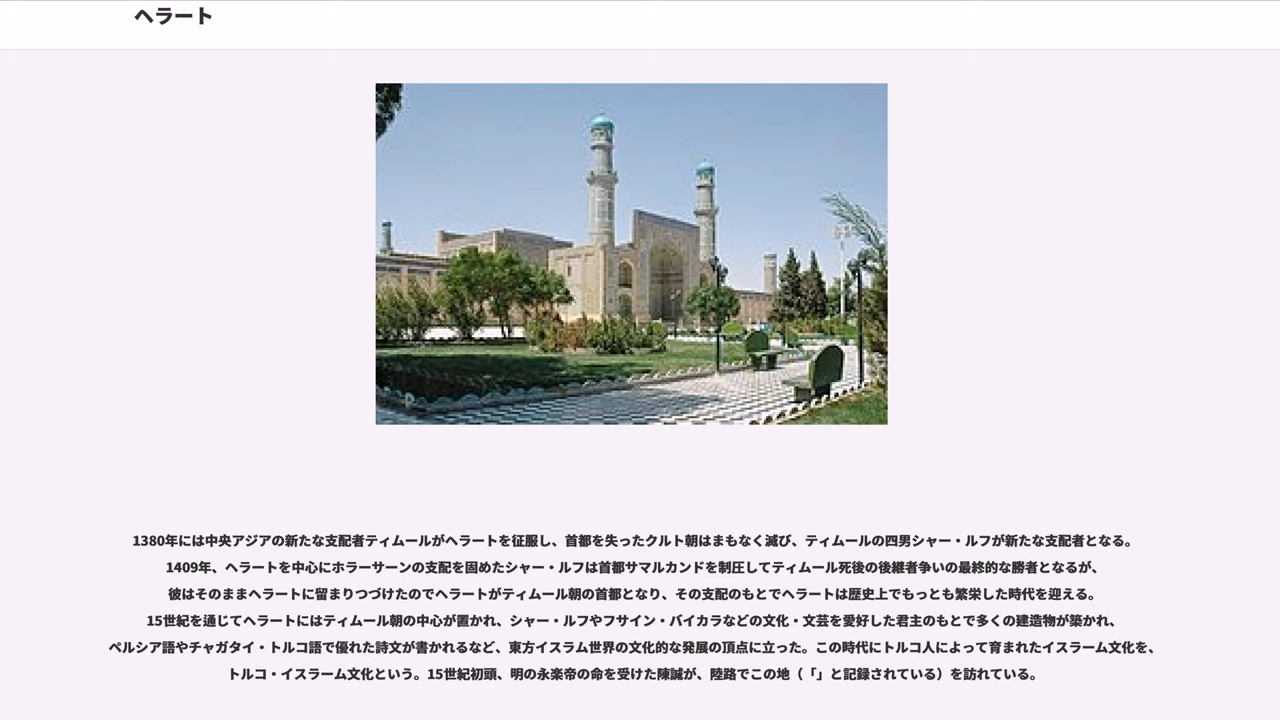 ヘラート
1380年には中央アジアの新たな支配者ティムールがヘラートを征服し、首都を失ったクルト朝はまもなく滅び、ティムールの四男シャー・ルフが新たな支配者となる。
1409年、ヘラートを中心にホラーサーンの支配を固めたシャー・ルフは首都サマルカンドを制圧してティムール死後の後継者争いの最終的な勝者となるが、
彼はそのままヘラートに留まりつづけたのでヘラートがティムール朝の首都となり、その支配のもとでヘラートは歴史上でもっとも繁栄した時代を迎える。
15世紀を通じてヘラートにはティムール朝の中心が置かれ、シャー・ルフやフサイン・バイカラなどの文化・文芸を愛好した君主のもとで多くの建造物が築かれ、
ペルシア語やチャガタイ・トルコ語で優れた詩文が書かれるなど、東方イスラム世界の文化的な発展の頂点に立った。この時代にトルコ人によって育まれたイスラーム文化を、
トルコ・イスラーム文化という。15世紀初頭、明の永楽帝の命を受けた陳誠が、陸路でこの地（「」と記録されている）を訪れている。